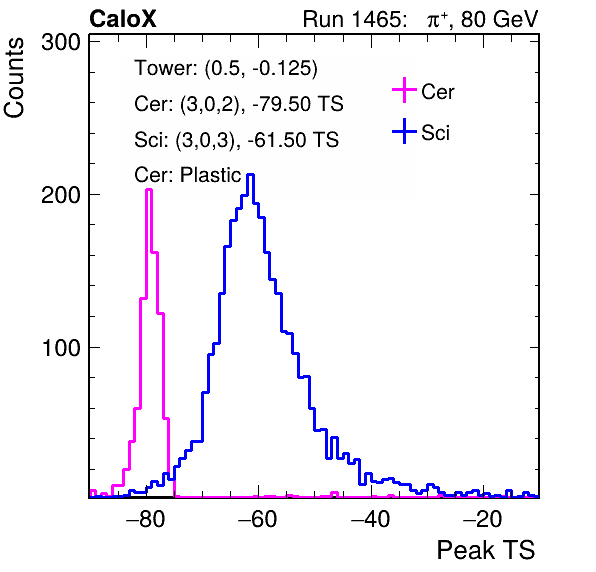 CaloX Run 1465: π⁺, 80 GeV
Counts
300
200
100
Tower: (0.5, -0.125)
Cer: (3,0,2), -79.50 TS
Sci: (3,0,3), -61.50 TS
Cer: Plastic
Cer
Sci
−80 −60 −40 −20
Peak TS